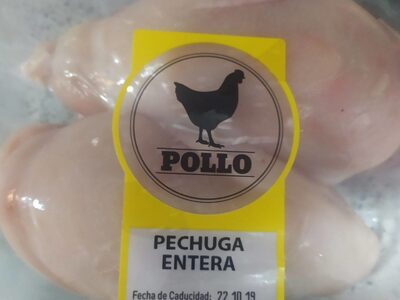 POLLO
PECHUGA
ENTERA
Fecha de Caducidad: 22 10 19